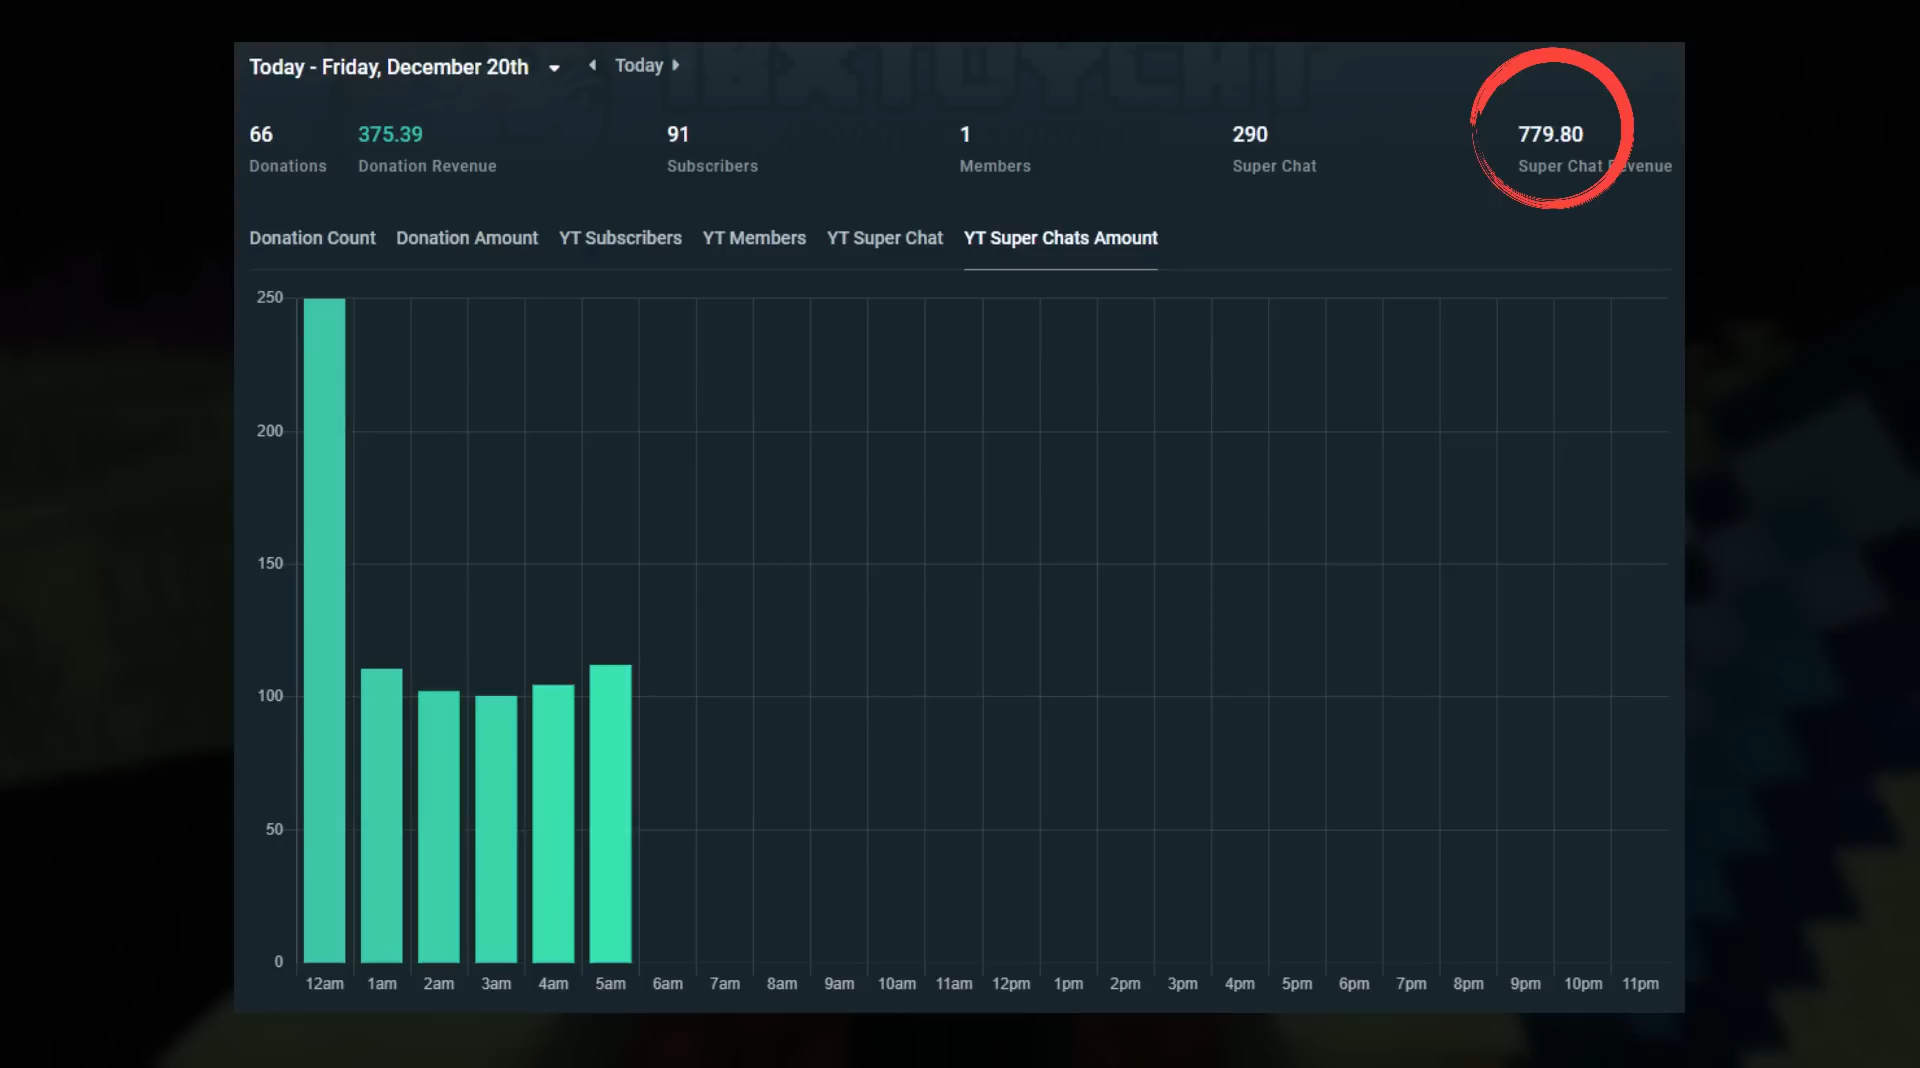 Today - Friday, December 20th
Today
66 375.39 91 1 290 779.80
Donations Donation Revenue Subscribers Members Super Chat Super Chat Revenue
Donation Count Donation Amount YT Subscribers YT Members YT Super Chat YT Super Chats Amount
250
200
150
100
50
0
12am 1am 2am 3am 4am 5am 6am 7am 8am 9am 10am 11am 12pm 1pm 2pm 3pm 4pm 5pm 6pm 7pm 8pm 9pm 10pm 11pm